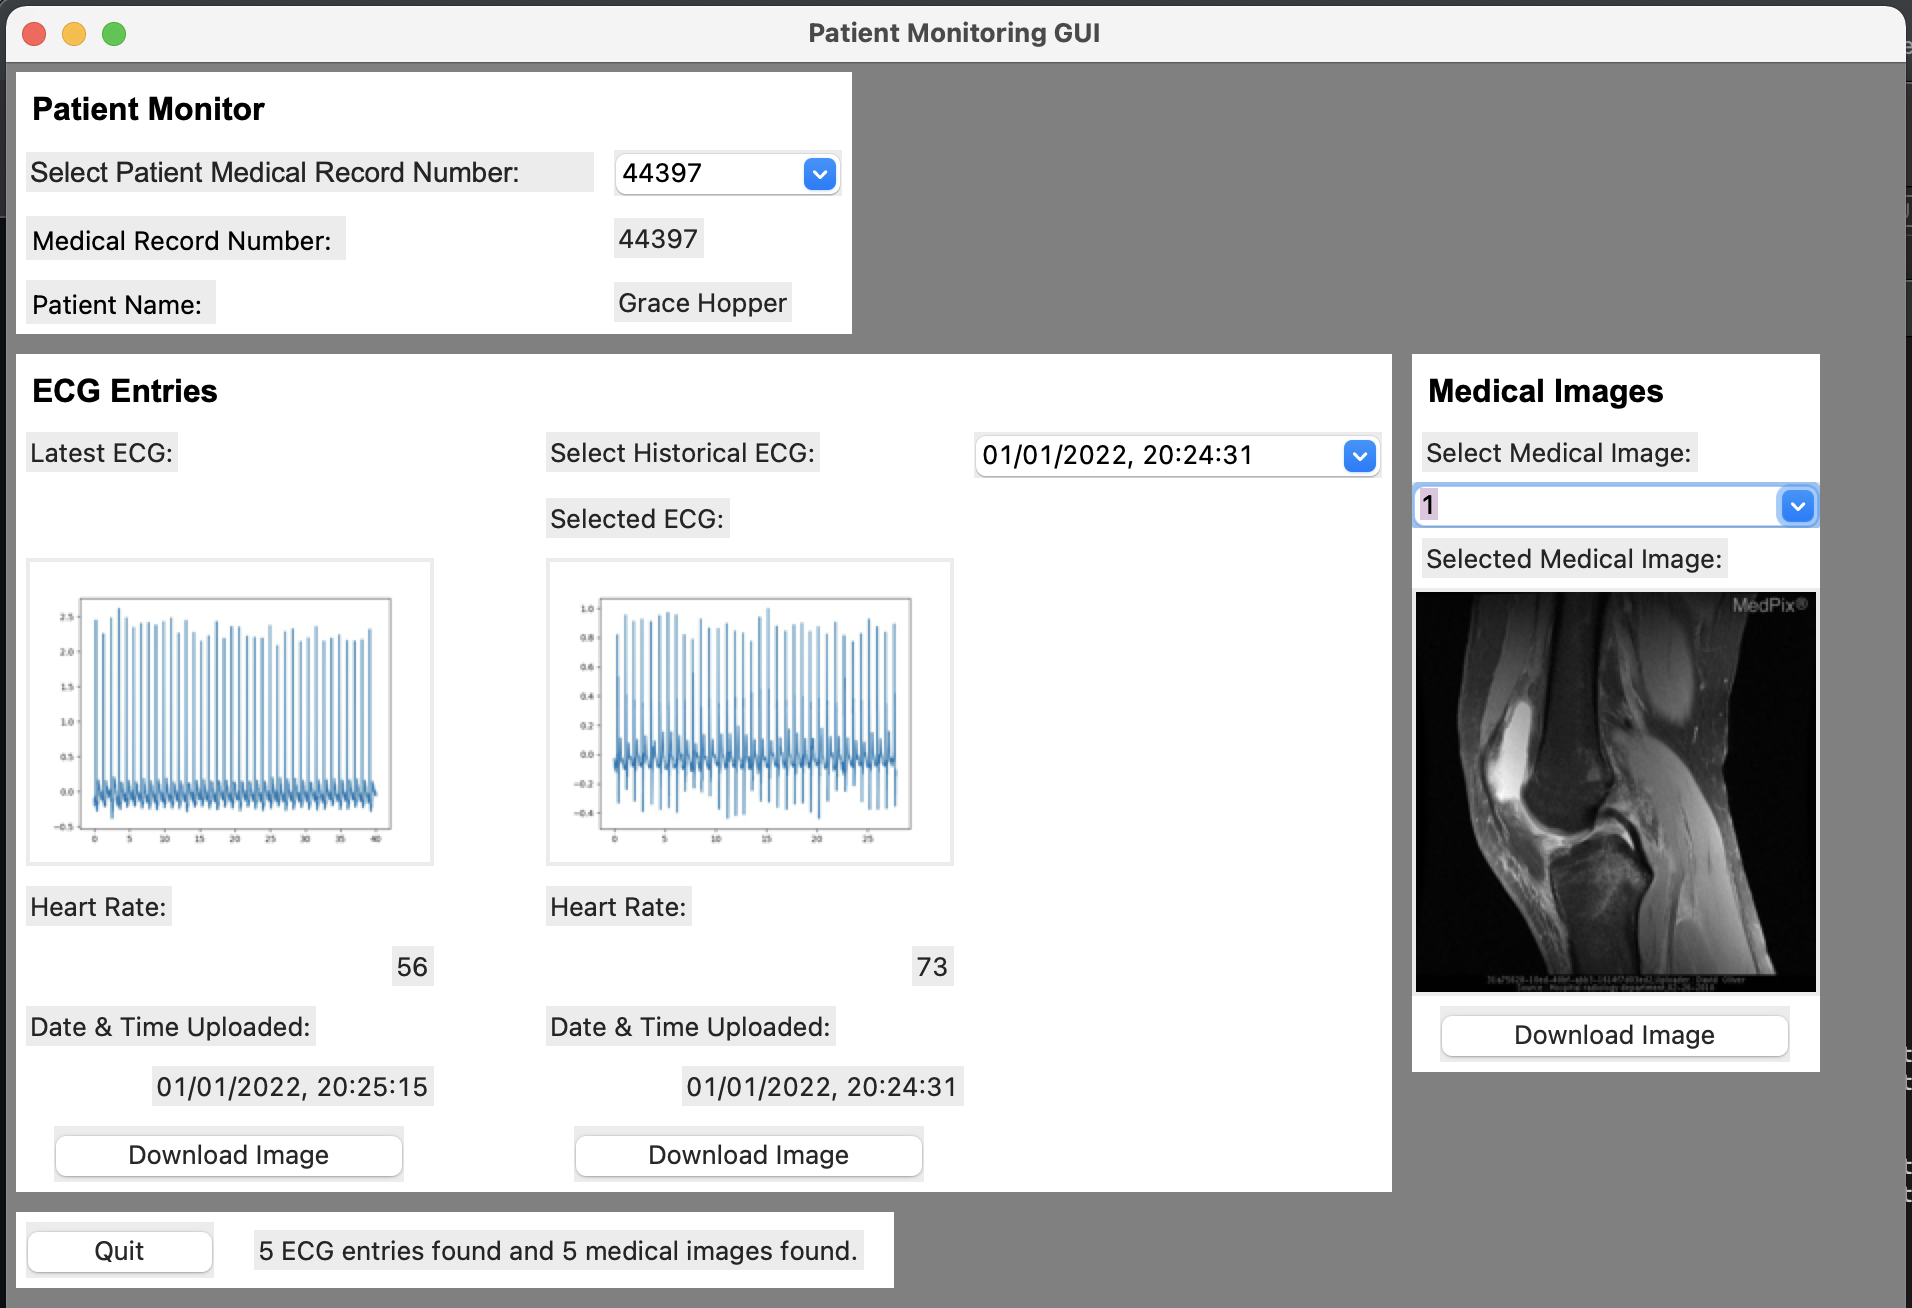 Patient Monitoring GUI
Patient Monitor
Select Patient Medical Record Number: 44397
Medical Record Number: 44397
Patient Name: Grace Hopper
ECG Entries
Latest ECG:
Select Historical ECG: 01/01/2022, 20:24:31
Selected ECG:
2.5
2.0
1.5
1.0
0.5
0.0
-0.5
0 5 10 15 20 25 30 35 40
1.0
0.8
0.6
0.4
0.2
0.0
-0.2
-0.4
0 5 10 15 20 25
Heart Rate: Heart Rate:
56 73
Date & Time Uploaded: Date & Time Uploaded:
01/01/2022, 20:25:15 01/01/2022, 20:24:31
Download Image Download Image
Medical Images
Select Medical Image:
1
Selected Medical Image:
MedPix®
Download Image
Quit 5 ECG entries found and 5 medical images found.